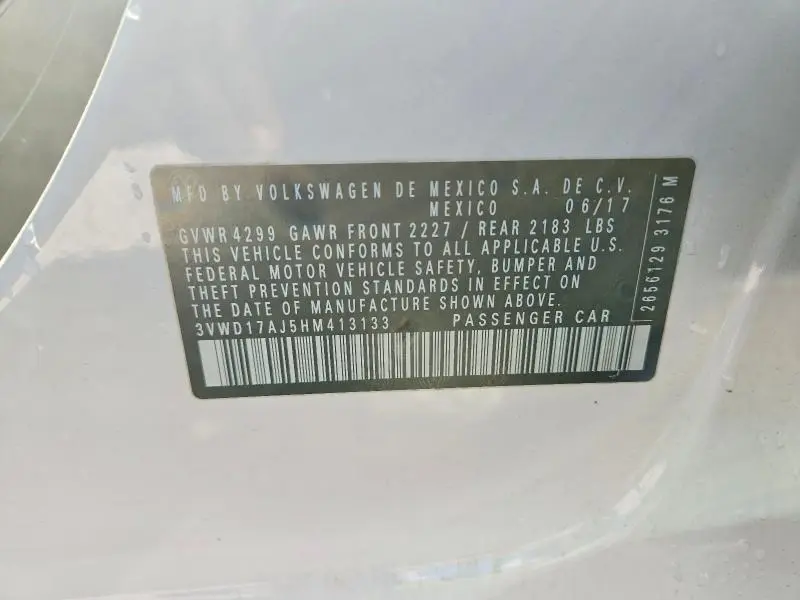 MFD BY VOLKSWAGEN DE MEXICO S.A. DE C.V.
MEXICO 06/17
GVWR 4299 GAWR FRONT 2227 / REAR 2183 LBS
THIS VEHICLE CONFORMS TO ALL APPLICABLE U.S.
FEDERAL MOTOR VEHICLE SAFETY, BUMPER AND
THEFT PREVENTION STANDARDS IN EFFECT ON
THE DATE OF MANUFACTURE SHOWN ABOVE.
3VWD17AJ5HM413133 PASSENGER CAR
2656129 3176 M